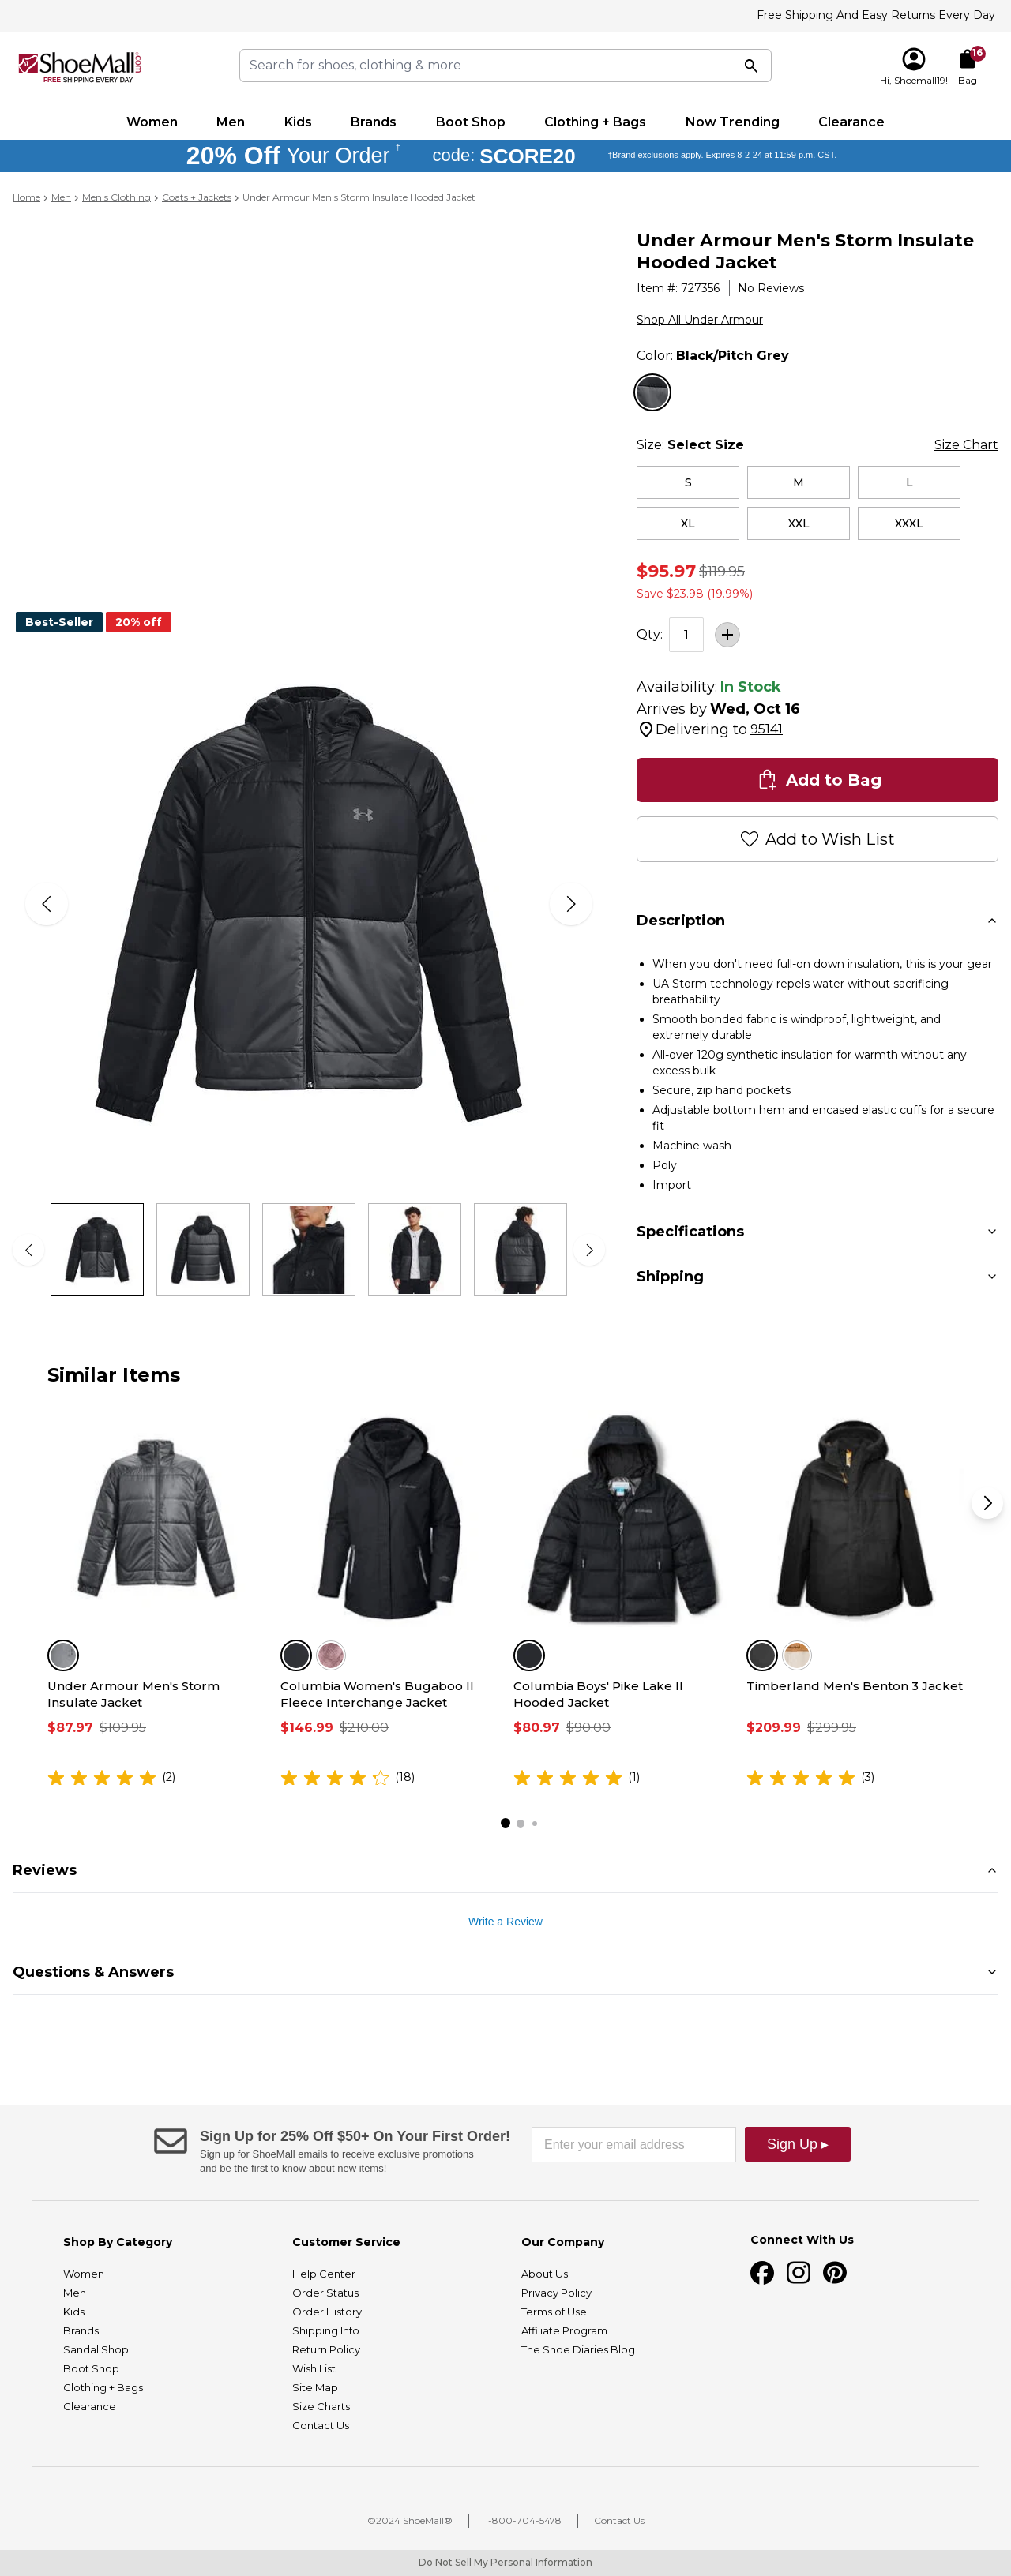 Free Shipping And Easy Returns Every Day
ShoeMall.com
FREE SHIPPING EVERY DAY
Search for shoes, clothing & more
Hi, Shoemall19!
16
Bag
Women
Men
Kids
Brands
Boot Shop
Clothing + Bags
Now Trending
Clearance
20% Off Your Order † code: SCORE20 †Brand exclusions apply. Expires 8-2-24 at 11:59 p.m. CST.
Home > Men > Men's Clothing > Coats + Jackets > Under Armour Men's Storm Insulate Hooded Jacket
Best-Seller
20% off
Under Armour Men's Storm Insulate
Hooded Jacket
Item #: 727356
No Reviews
Shop All Under Armour
Color: Black/Pitch Grey
Size: Select Size
Size Chart
S
M
L
XL
XXL
XXXL
$95.97 $119.95
Save $23.98 (19.99%)
Qty: 1 +
Availability: In Stock
Arrives by Wed, Oct 16
Delivering to 95141
Add to Bag
Add to Wish List
Description
• When you don't need full-on down insulation, this is your gear
• UA Storm technology repels water without sacrificing
breathability
• Smooth bonded fabric is windproof, lightweight, and
extremely durable
• All-over 120g synthetic insulation for warmth without any
excess bulk
• Secure, zip hand pockets
• Adjustable bottom hem and encased elastic cuffs for a secure
fit
• Machine wash
• Poly
• Import
Specifications
Shipping
Similar Items
Under Armour Men's Storm
Insulate Jacket
$87.97 $109.95
(2)
Columbia Women's Bugaboo II
Fleece Interchange Jacket
$146.99 $210.00
(18)
Columbia Boys' Pike Lake II
Hooded Jacket
$80.97 $90.00
(1)
Timberland Men's Benton 3 Jacket
$209.99 $299.95
(3)
Reviews
Write a Review
Questions & Answers
Sign Up for 25% Off $50+ On Your First Order!
Sign up for ShoeMall emails to receive exclusive promotions
and be the first to know about new items!
Enter your email address
Sign Up ▸
Shop By Category
Women
Men
Kids
Brands
Sandal Shop
Boot Shop
Clothing + Bags
Clearance
Customer Service
Help Center
Order Status
Order History
Shipping Info
Return Policy
Wish List
Site Map
Size Charts
Contact Us
Our Company
About Us
Privacy Policy
Terms of Use
Affiliate Program
The Shoe Diaries Blog
Connect With Us
©2024 ShoeMall®
1-800-704-5478
Contact Us
Do Not Sell My Personal Information